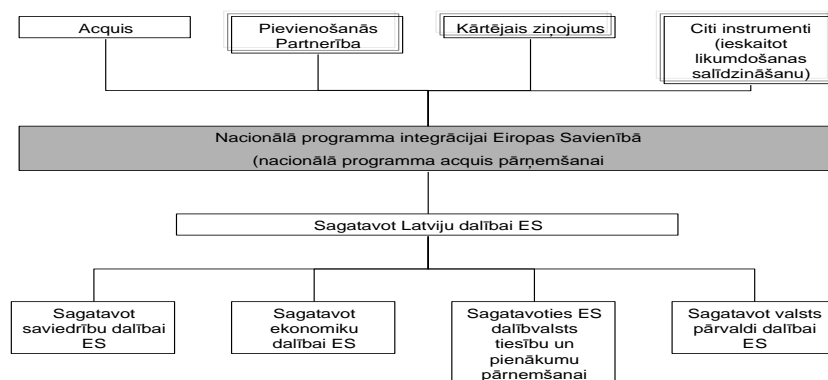 Acquis
Pievienošanās
Partnerība
Kārtējais ziņojums
Citi instrumenti
(ieskaitot
likumdošanas
salīdzināšanu)
Nacionālā programma integrācijai Eiropas Savienībā
(nacionālā programma acquis pārņemšanai
Sagatavot Latviju dalībai ES
Sagatavot
saviedrību dalībai
ES
Sagatavot
ekonomiku
dalībai ES
Sagatavoties ES
dalībvalsts
tiesību un
pienākumu
pārnemšanai
Sagatavot valsts
pārvaldi dalībai
ES